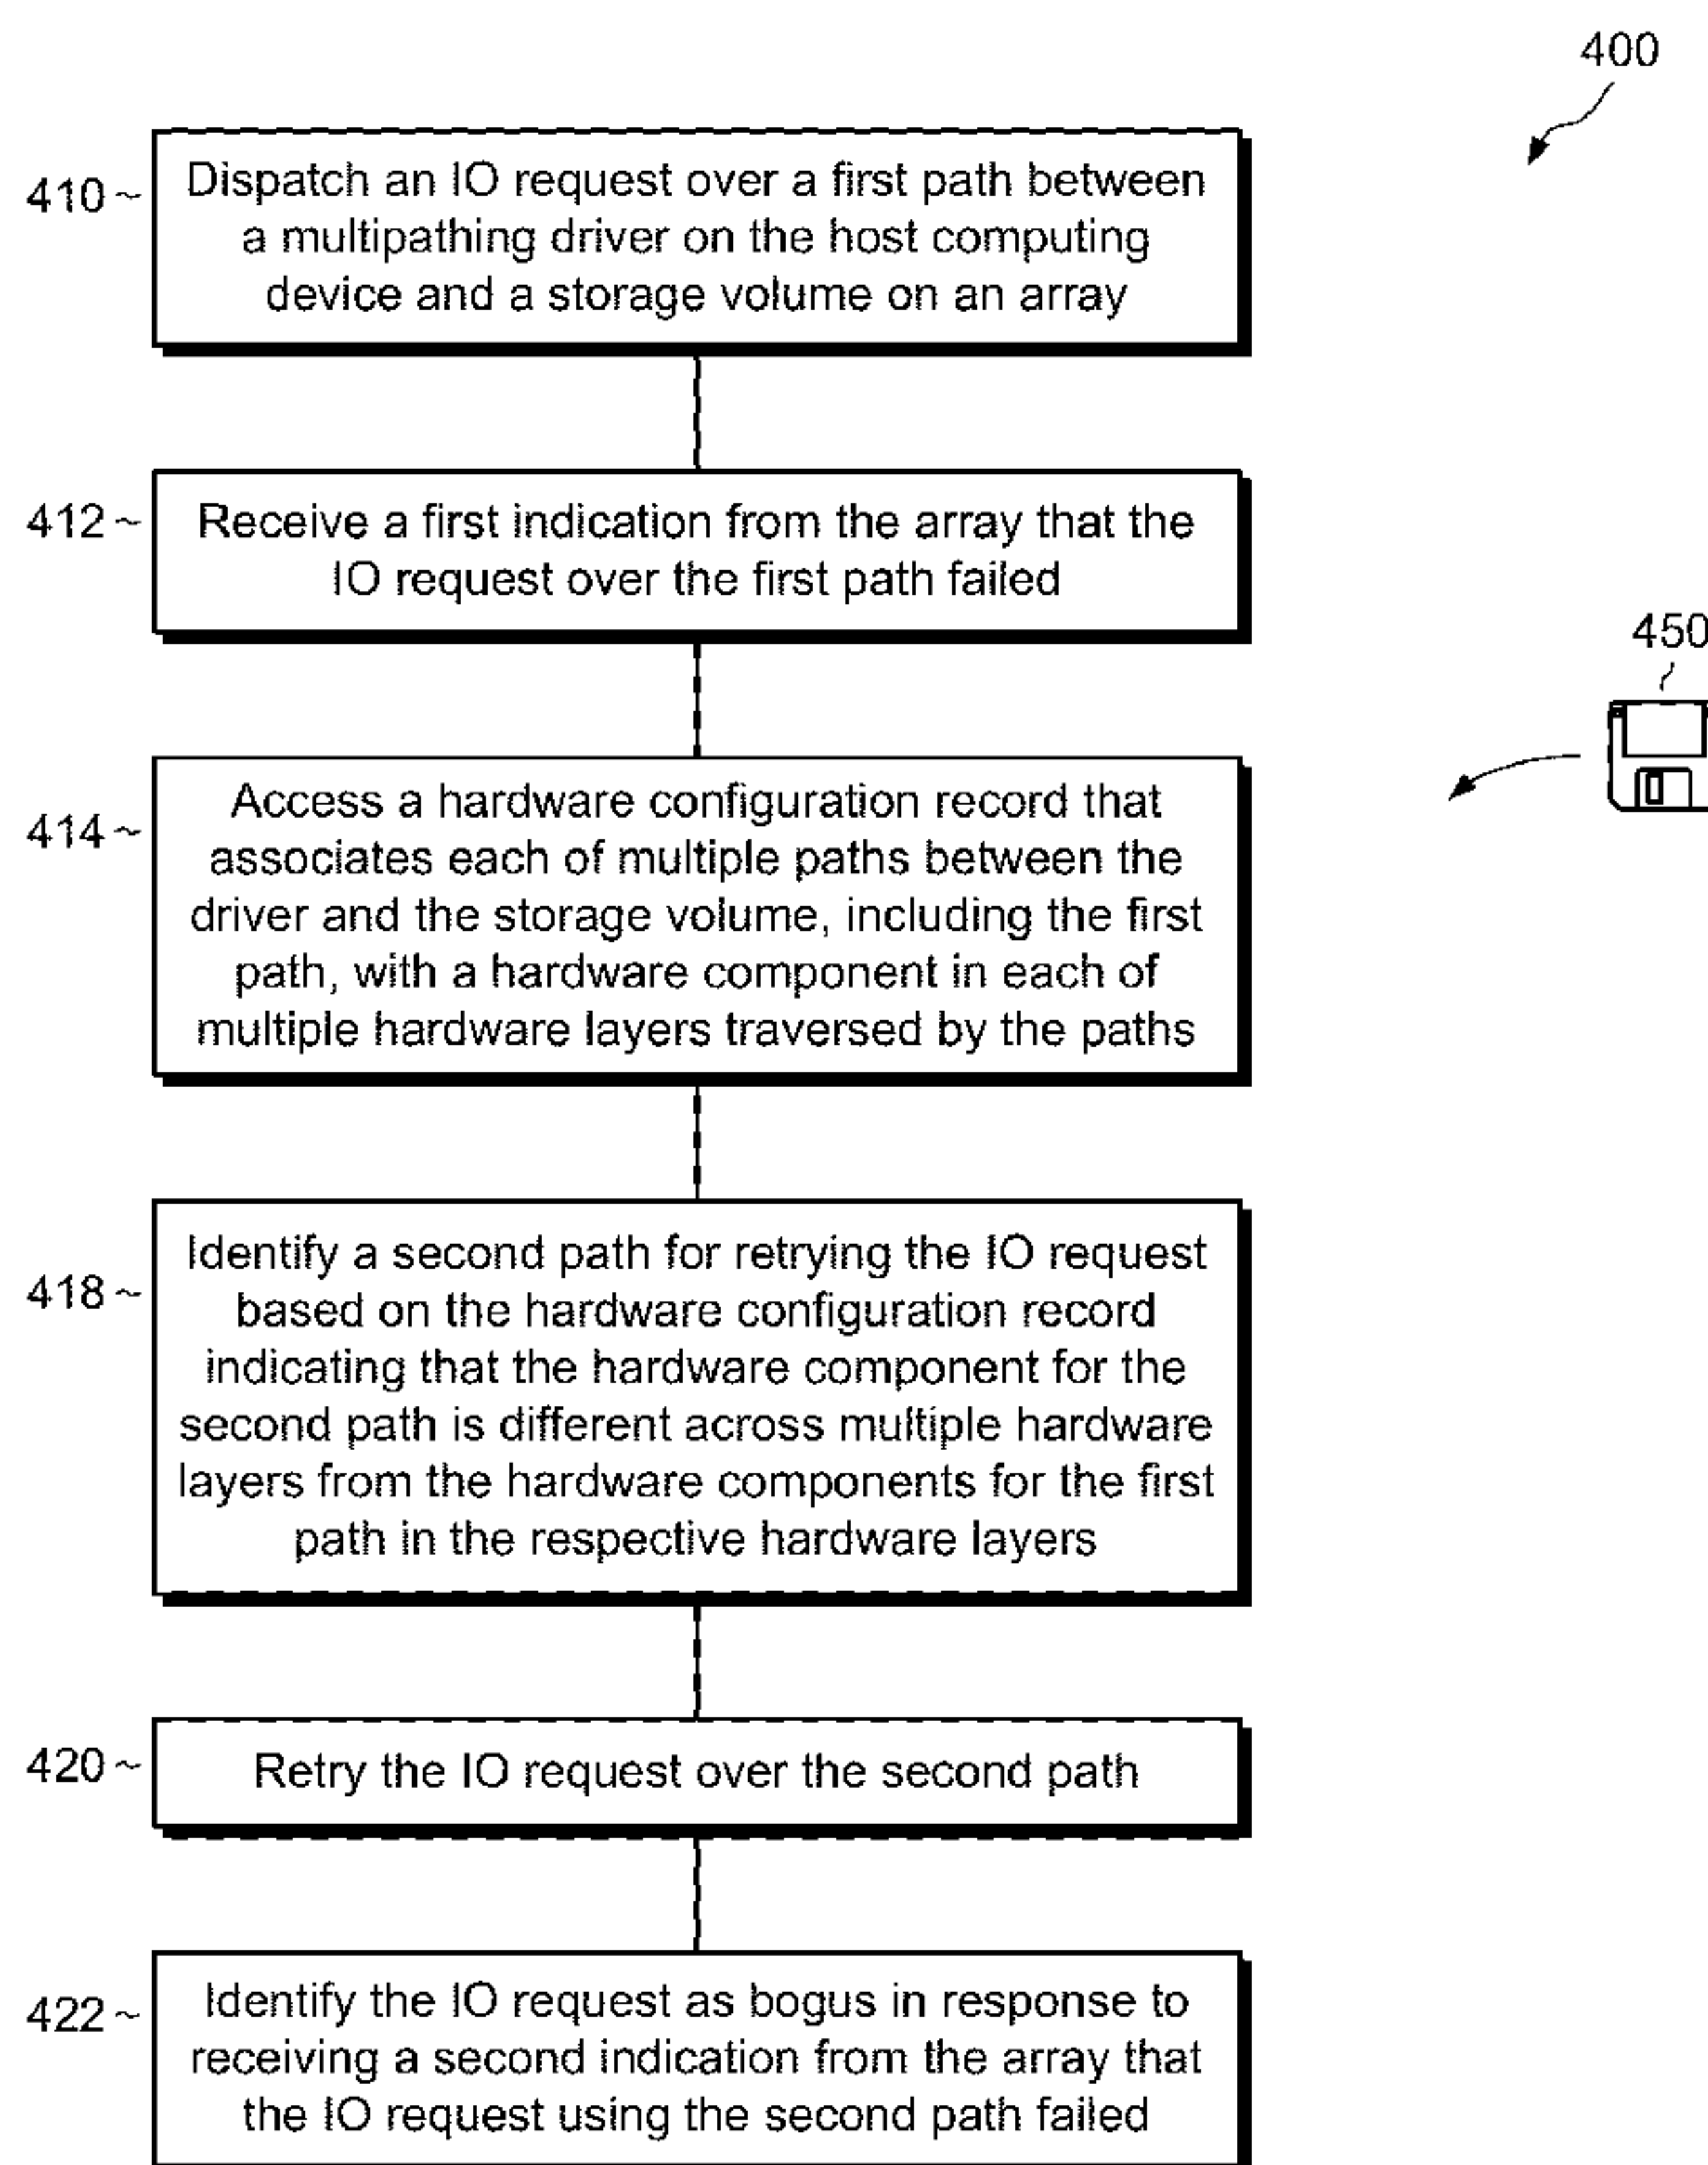 400
410 ~ Dispatch an IO request over a first path between
a multipathing driver on the host computing
device and a storage volume on an array
412 ~ Receive a first indication from the array that the
IO request over the first path failed
450
414 ~ Access a hardware configuration record that
associates each of multiple paths between the
driver and the storage volume, including the first
path, with a hardware component in each of
multiple hardware layers traversed by the paths
418 ~ Identify a second path for retrying the IO request
based on the hardware configuration record
indicating that the hardware component for the
second path is different across multiple hardware
layers from the hardware components for the first
path in the respective hardware layers
420 ~ Retry the IO request over the second path
422 ~ Identify the IO request as bogus in response to
receiving a second indication from the array that
the IO request using the second path failed